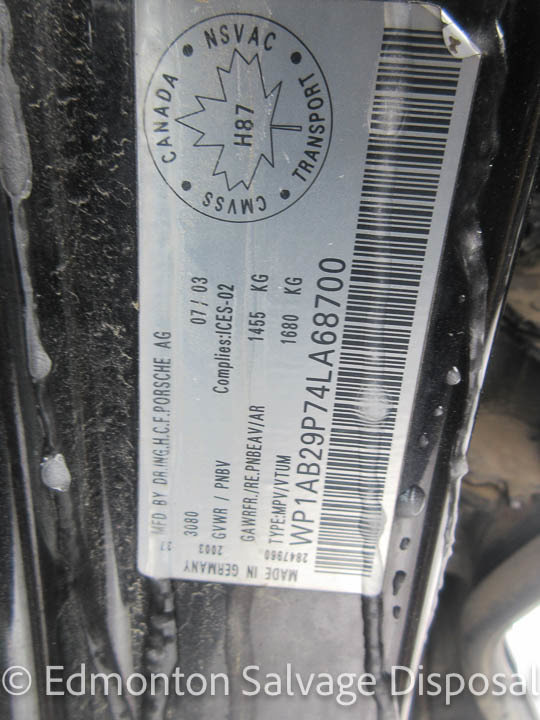 CANADA • NSVAC • TRANSPORT • CMVSS •
H87
MFD BY DR.ING.H.C.F.PORSCHE AG 07/03
3080
GVWR / PNBV Complies:ICES-02
GAWRFR./RE.PNBEAV/AR 1455 KG
TYPE:MPV/VTUM 1680 KG
WP1AB29P74LA68700
MADE IN GERMANY
2003
2847960
© Edmonton Salvage Disposal